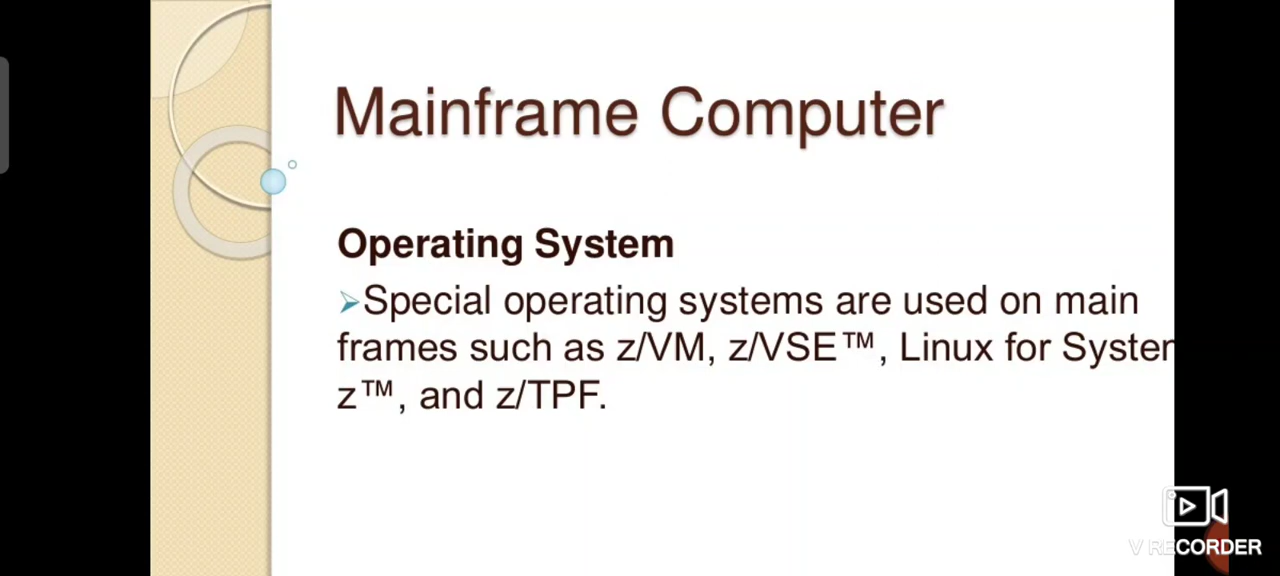 Mainframe Computer
Operating System
➢Special operating systems are used on main
frames such as z/VM, z/VSE™, Linux for Syster
z™, and z/TPF.
V RECORDER